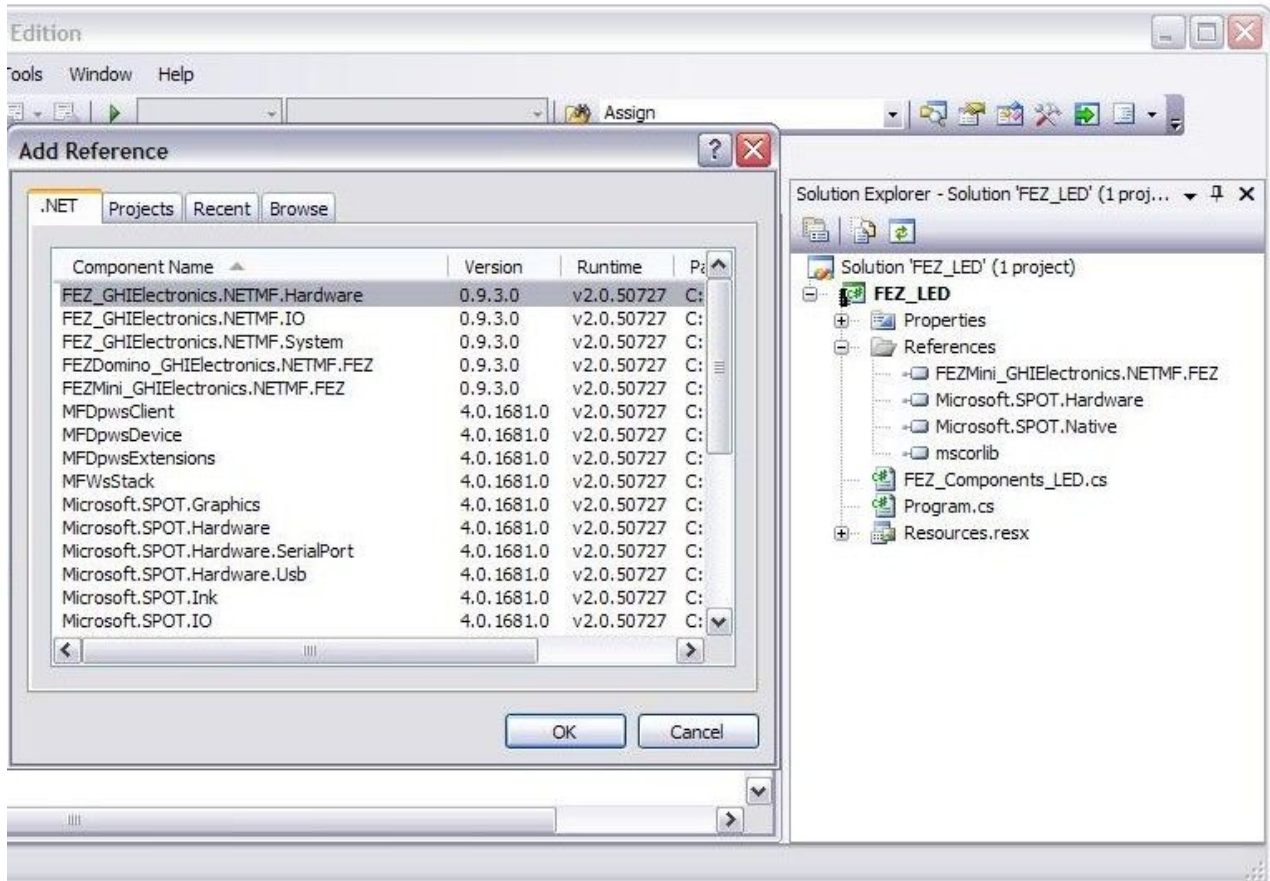 Edition
Tools Window Help
Assign
Add Reference
.NET Projects Recent Browse
Component Name Version Runtime Pa
FEZ_GHIElectronics.NETMF.Hardware 0.9.3.0 v2.0.50727 C:
FEZ_GHIElectronics.NETMF.IO 0.9.3.0 v2.0.50727 C:
FEZ_GHIElectronics.NETMF.System 0.9.3.0 v2.0.50727 C:
FEZDomino_GHIElectronics.NETMF.FEZ 0.9.3.0 v2.0.50727 C:
FEZMini_GHIElectronics.NETMF.FEZ 0.9.3.0 v2.0.50727 C:
MFDpwsClient 4.0.1681.0 v2.0.50727 C:
MFDpwsDevice 4.0.1681.0 v2.0.50727 C:
MFDpwsExtensions 4.0.1681.0 v2.0.50727 C:
MFWsStack 4.0.1681.0 v2.0.50727 C:
Microsoft.SPOT.Graphics 4.0.1681.0 v2.0.50727 C:
Microsoft.SPOT.Hardware 4.0.1681.0 v2.0.50727 C:
Microsoft.SPOT.Hardware.SerialPort 4.0.1681.0 v2.0.50727 C:
Microsoft.SPOT.Hardware.Usb 4.0.1681.0 v2.0.50727 C:
Microsoft.SPOT.Ink 4.0.1681.0 v2.0.50727 C:
Microsoft.SPOT.IO 4.0.1681.0 v2.0.50727 C:
OK Cancel
Solution Explorer - Solution 'FEZ_LED' (1 proj...
Solution 'FEZ_LED' (1 project)
FEZ_LED
Properties
References
FEZMini_GHIElectronics.NETMF.FEZ
Microsoft.SPOT.Hardware
Microsoft.SPOT.Native
mscorlib
FEZ_Components_LED.cs
Program.cs
Resources.resx